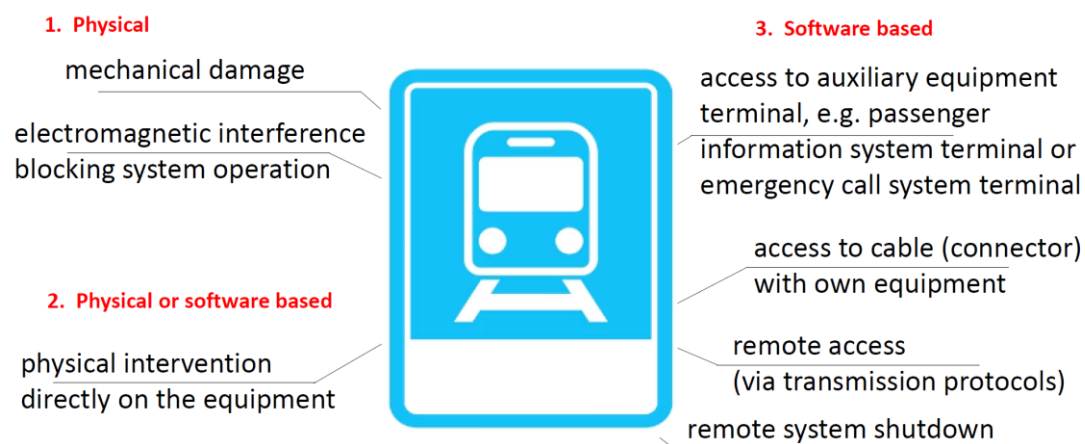 1. Physical
mechanical damage
electromagnetic interference
blocking system operation
2. Physical or software based
physical intervention
directly on the equipment
3. Software based
access to auxiliary equipment
terminal, e.g. passenger
information system terminal or
emergency call system terminal
access to cable (connector)
with own equipment
remote access
(via transmission protocols)
remote system shutdown